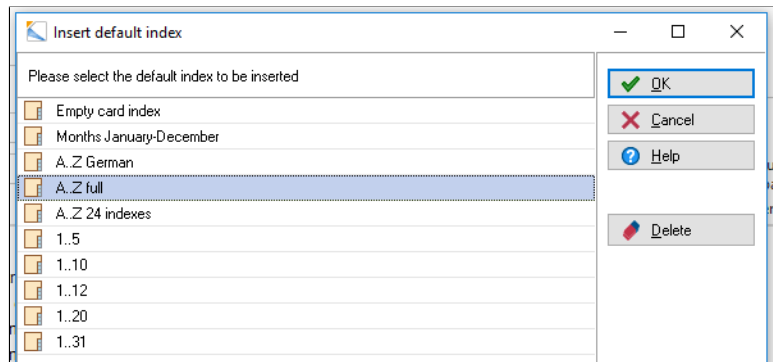 Insert default index
Please select the default index to be inserted
OK
Cancel
Help
Delete
Empty card index
Months January-December
A..Z German
A..Z full
A..Z 24 indexes
1..5
1..10
1..12
1..20
1..31